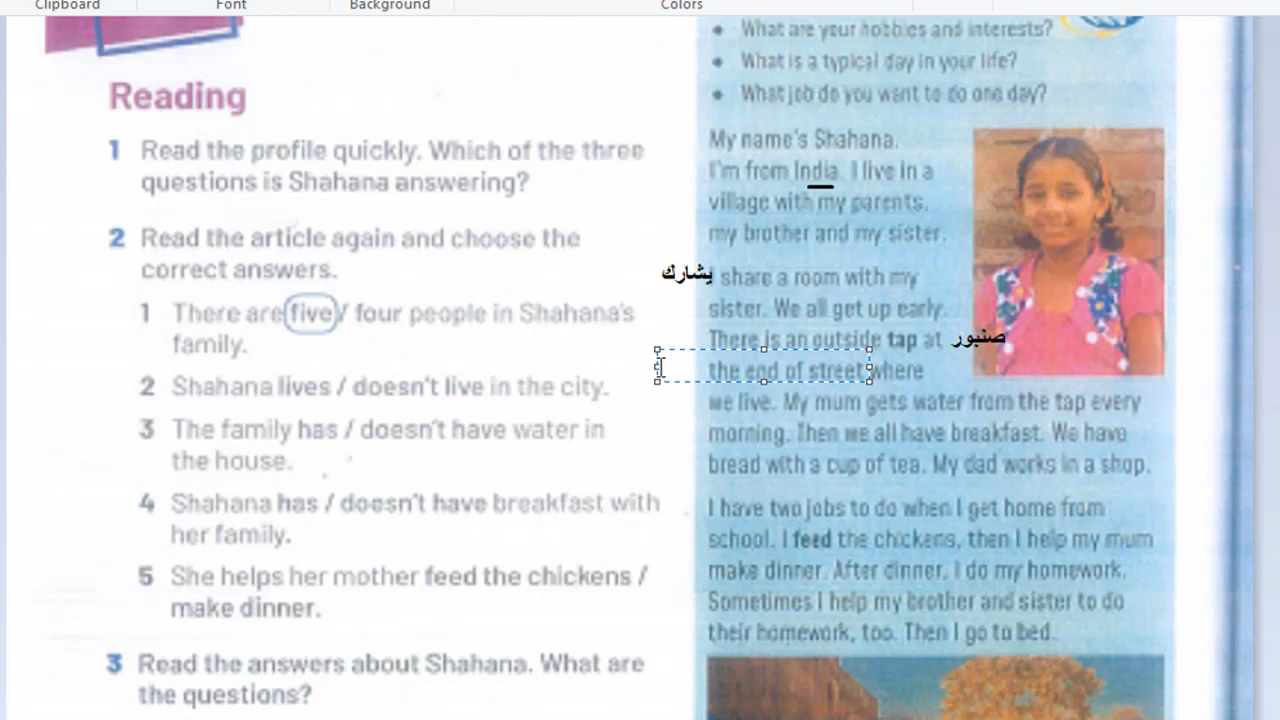 Clipboard
Font
Background
Colors
Reading
1 Read the profile quickly. Which of the three
questions is Shahana answering?
2 Read the article again and choose the
correct answers.
1 There are five / four people in Shahana's
family.
2 Shahana lives / doesn't live in the city.
3 The family has / doesn't have water in
the house.
4 Shahana has / doesn't have breakfast with
her family.
5 She helps her mother feed the chickens /
make dinner.
3 Read the answers about Shahana. What are
the questions?
• What are your hobbies and interests?
• What is a typical day in your life?
• What job do you want to do one day?
My name's Shahana.
I'm from India. I live in a
village with my parents,
my brother and my sister.
يشارك
I share a room with my
sister. We all get up early.
There is an outside tap at
صنبور
the end of street where
we live. My mum gets water from the tap every
morning. Then we all have breakfast. We have
bread with a cup of tea. My dad works in a shop.
I have two jobs to do when I get home from
school. I feed the chickens, then I help my mum
make dinner. After dinner, I do my homework.
Sometimes I help my brother and sister to do
their homework, too. Then I go to bed.